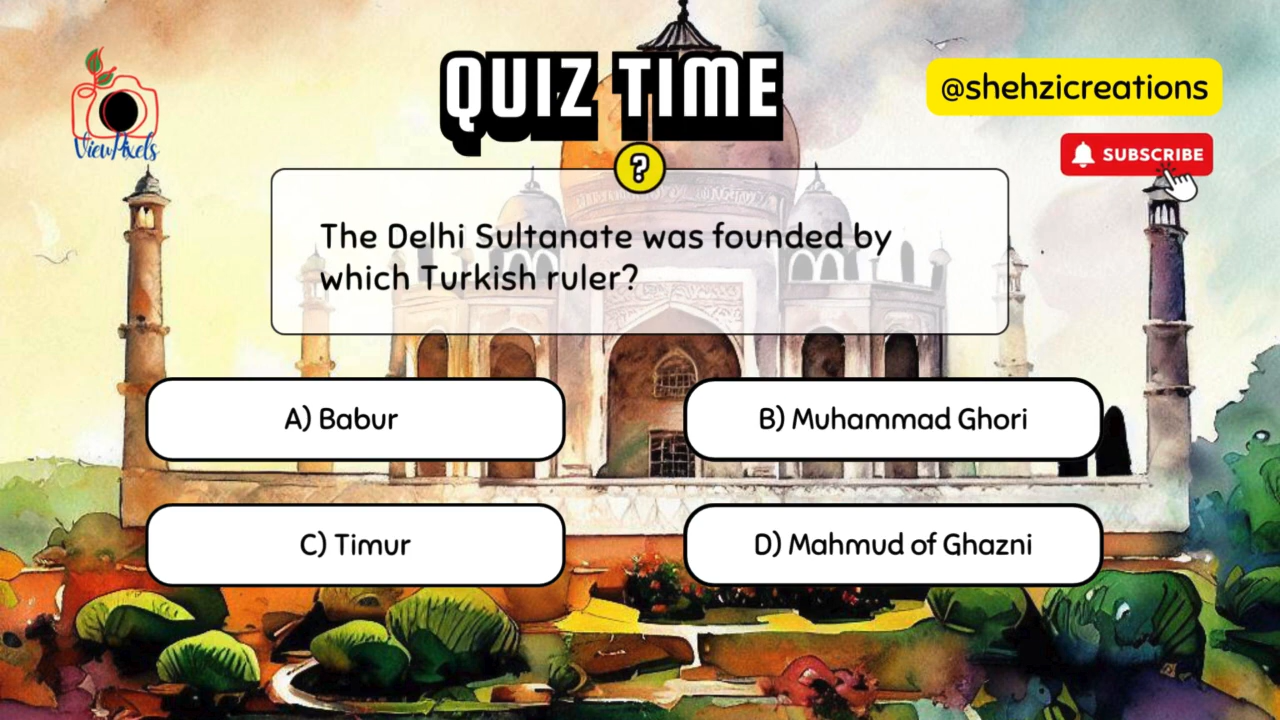 QUIZ TIME
@shehzicreations
ViewPixels
SUBSCRIBE
?
The Delhi Sultanate was founded by
which Turkish ruler?
A) Babur
B) Muhammad Ghori
C) Timur
D) Mahmud of Ghazni